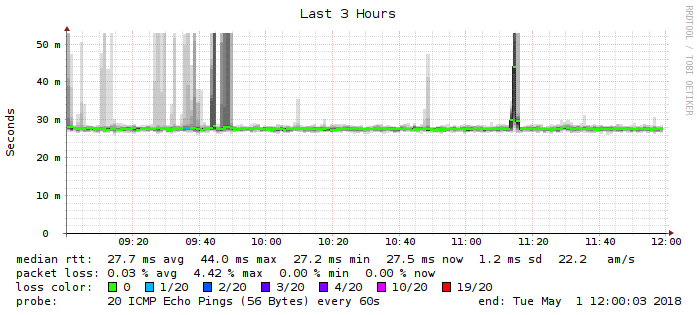 Last 3 Hours
RRDTOOL / TOBI OETIKER
Seconds
50 m
40 m
30 m
20 m
10 m
0
09:20 09:40 10:00 10:20 10:40 11:00 11:20 11:40 12:00
median rtt: 27.7 ms avg 44.0 ms max 27.2 ms min 27.5 ms now 1.2 ms sd 22.2 am/s
packet loss: 0.03 % avg 4.42 % max 0.00 % min 0.00 % now
loss color: 0 1/20 2/20 3/20 4/20 10/20 19/20
probe: 20 ICMP Echo Pings (56 Bytes) every 60s end: Tue May 1 12:00:03 2018